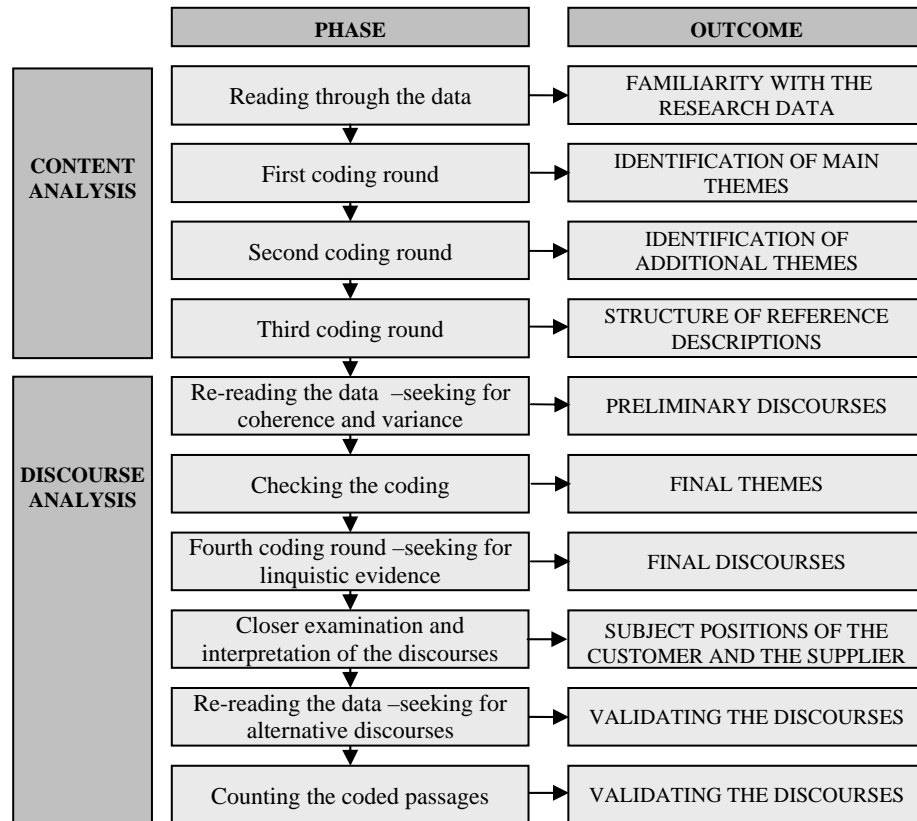 PHASE
OUTCOME
CONTENT
ANALYSIS
Reading through the data
FAMILIARITY WITH THE
RESEARCH DATA
First coding round
IDENTIFICATION OF MAIN
THEMES
Second coding round
IDENTIFICATION OF
ADDITIONAL THEMES
Third coding round
STRUCTURE OF REFERENCE
DESCRIPTIONS
DISCOURSE
ANALYSIS
Re-reading the data –seeking for
coherence and variance
PRELIMINARY DISCOURSES
Checking the coding
FINAL THEMES
Fourth coding round –seeking for
linquistic evidence
FINAL DISCOURSES
Closer examination and
interpretation of the discourses
SUBJECT POSITIONS OF THE
CUSTOMER AND THE SUPPLIER
Re-reading the data –seeking for
alternative discourses
VALIDATING THE DISCOURSES
Counting the coded passages
VALIDATING THE DISCOURSES